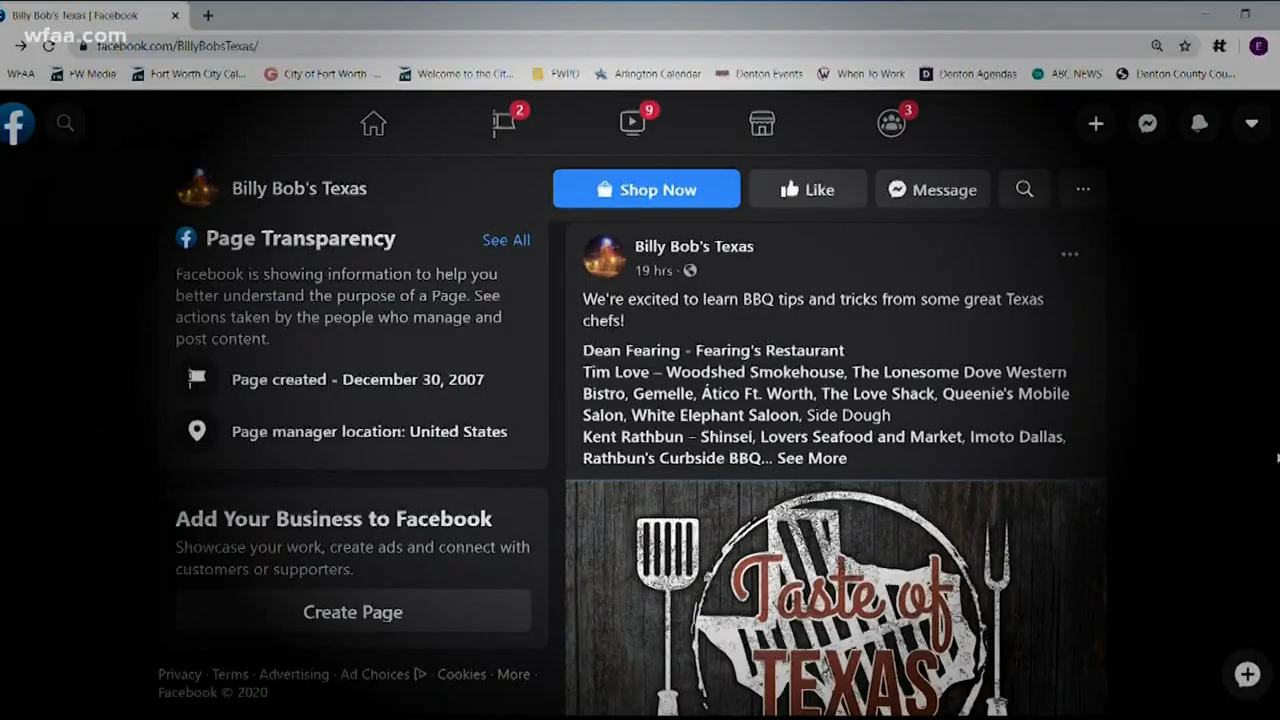 Billy Bob's Texas | Facebook
wfaa.com
facebook.com/BillyBobsTexas/
E
WFAA FW Media Fort Worth City Cal... City of Fort Worth -... Welcome to the Cit... FWPD Arlington Calendar Denton Events When To Work Denton Agendas ABC NEWS Denton County Cou...
2 9 3
Billy Bob's Texas
Shop Now Like Message
Page Transparency See All
Facebook is showing information to help you
better understand the purpose of a Page. See
actions taken by the people who manage and
post content.
Page created - December 30, 2007
Page manager location: United States
Add Your Business to Facebook
Showcase your work, create ads and connect with
customers or supporters.
Create Page
Privacy · Terms · Advertising · Ad Choices · Cookies · More ·
Facebook © 2020
Billy Bob's Texas
19 hrs ·
We're excited to learn BBQ tips and tricks from some great Texas
chefs!
Dean Fearing - Fearing's Restaurant
Tim Love – Woodshed Smokehouse, The Lonesome Dove Western
Bistro, Gemelle, Ático Ft. Worth, The Love Shack, Queenie's Mobile
Salon, White Elephant Saloon, Side Dough
Kent Rathbun – Shinsei, Lovers Seafood and Market, Imoto Dallas,
Rathbun's Curbside BBQ... See More
Taste of
TEXAS